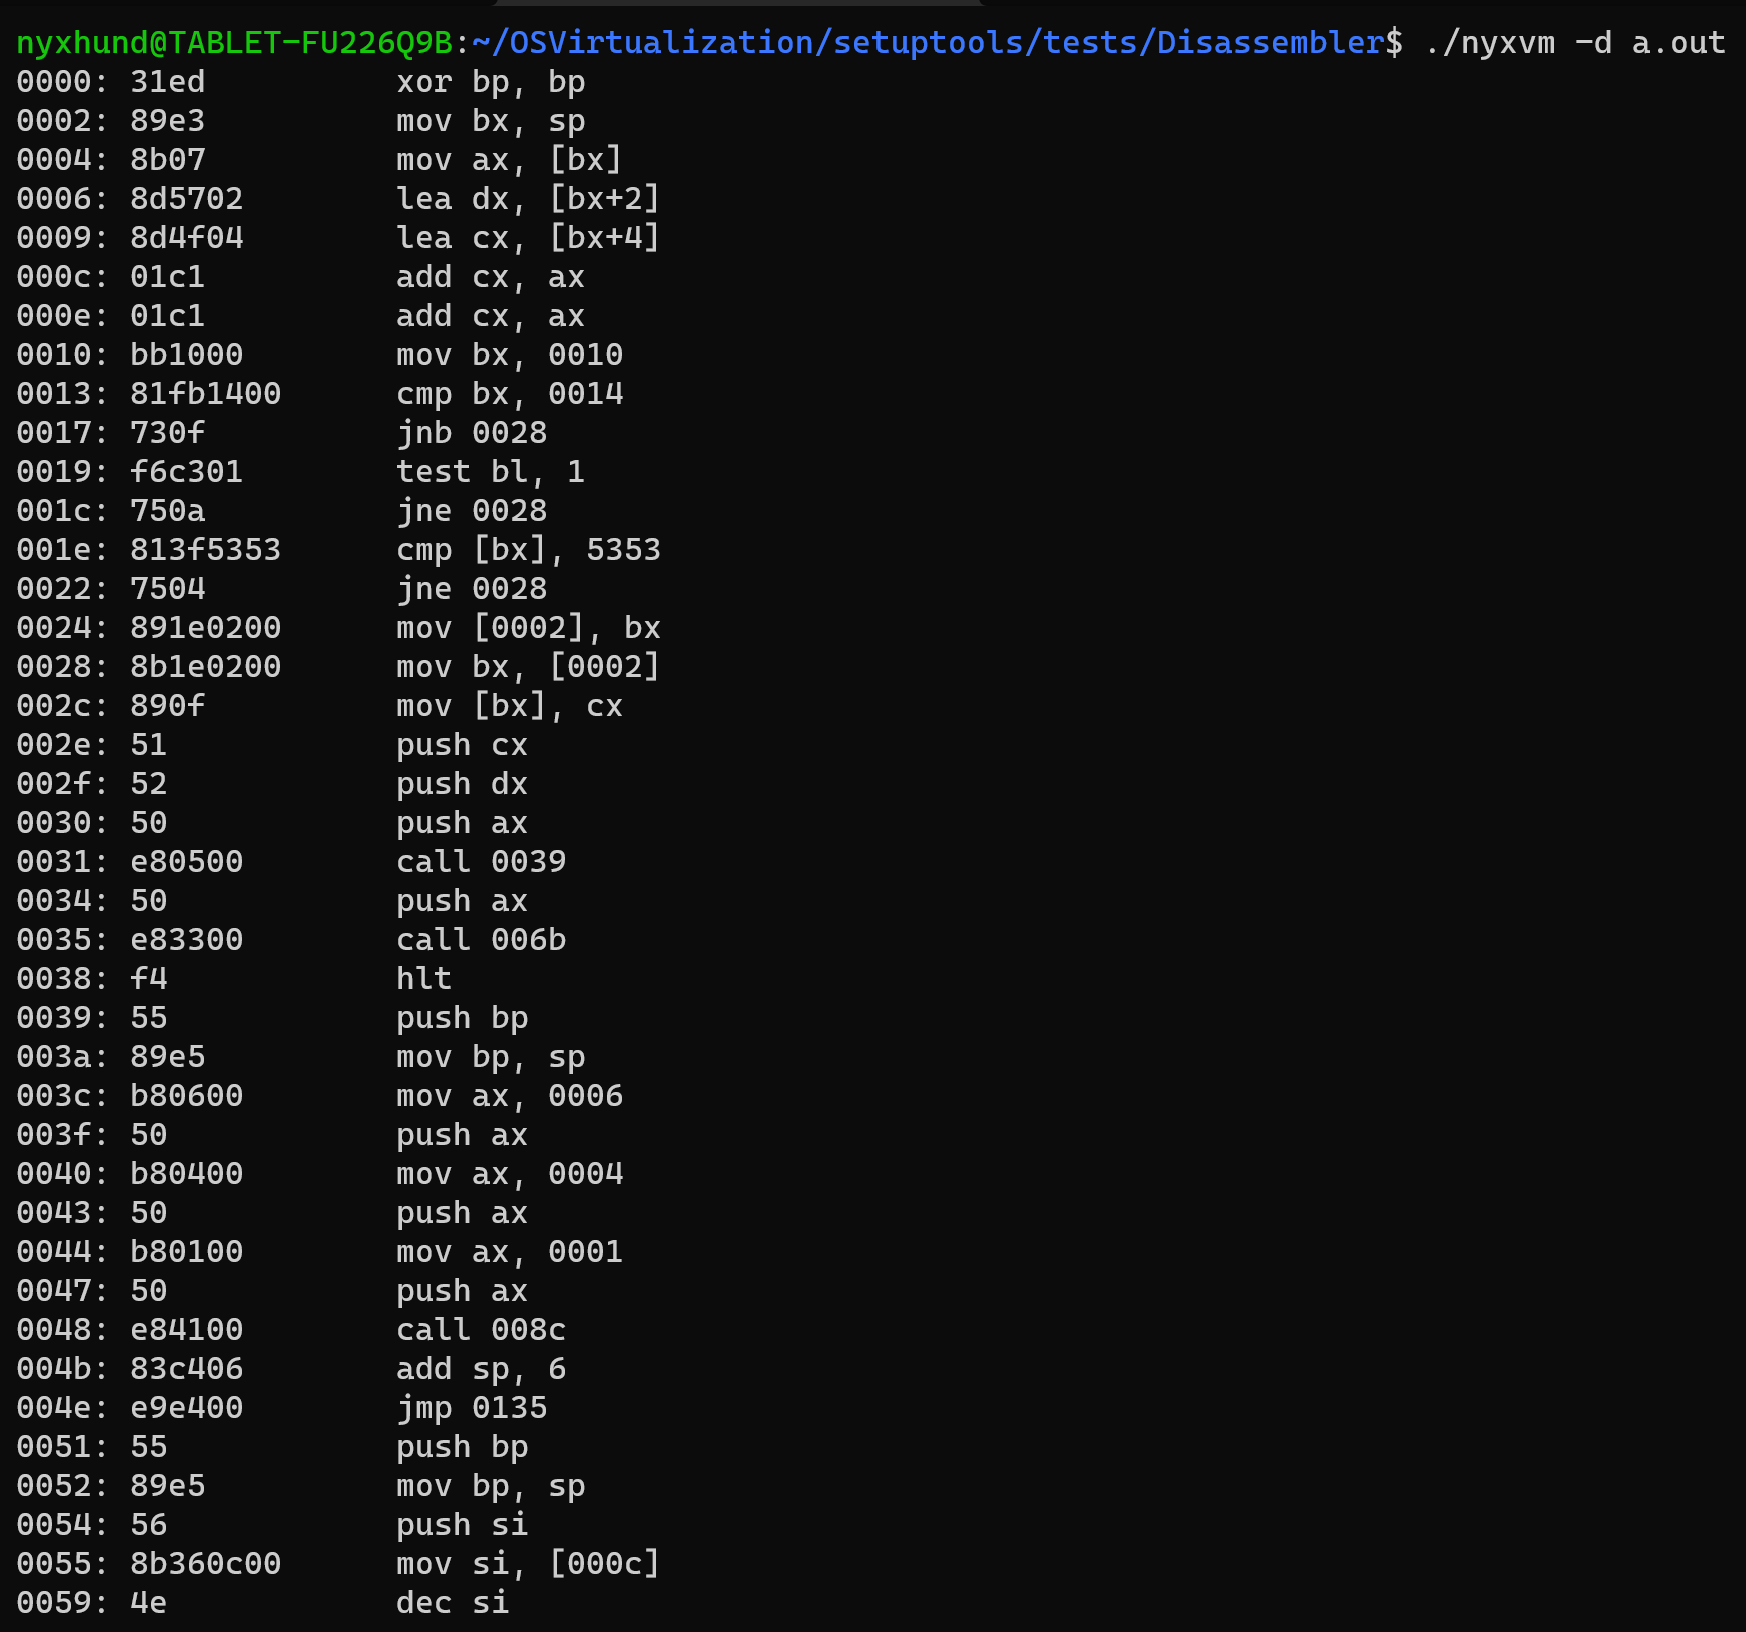 nyxhund@TABLET-FU226Q9B:~/OSVirtualization/setuptools/tests/Disassembler$ ./nyxvm -d a.out
0000: 31ed          xor bp, bp
0002: 89e3          mov bx, sp
0004: 8b07          mov ax, [bx]
0006: 8d5702        lea dx, [bx+2]
0009: 8d4f04        lea cx, [bx+4]
000c: 01c1          add cx, ax
000e: 01c1          add cx, ax
0010: bb1000        mov bx, 0010
0013: 81fb1400      cmp bx, 0014
0017: 730f          jnb 0028
0019: f6c301        test bl, 1
001c: 750a          jne 0028
001e: 813f5353      cmp [bx], 5353
0022: 7504          jne 0028
0024: 891e0200      mov [0002], bx
0028: 8b1e0200      mov bx, [0002]
002c: 890f          mov [bx], cx
002e: 51            push cx
002f: 52            push dx
0030: 50            push ax
0031: e80500        call 0039
0034: 50            push ax
0035: e83300        call 006b
0038: f4            hlt
0039: 55            push bp
003a: 89e5          mov bp, sp
003c: b80600        mov ax, 0006
003f: 50            push ax
0040: b80400        mov ax, 0004
0043: 50            push ax
0044: b80100        mov ax, 0001
0047: 50            push ax
0048: e84100        call 008c
004b: 83c406        add sp, 6
004e: e9e400        jmp 0135
0051: 55            push bp
0052: 89e5          mov bp, sp
0054: 56            push si
0055: 8b360c00      mov si, [000c]
0059: 4e            dec si